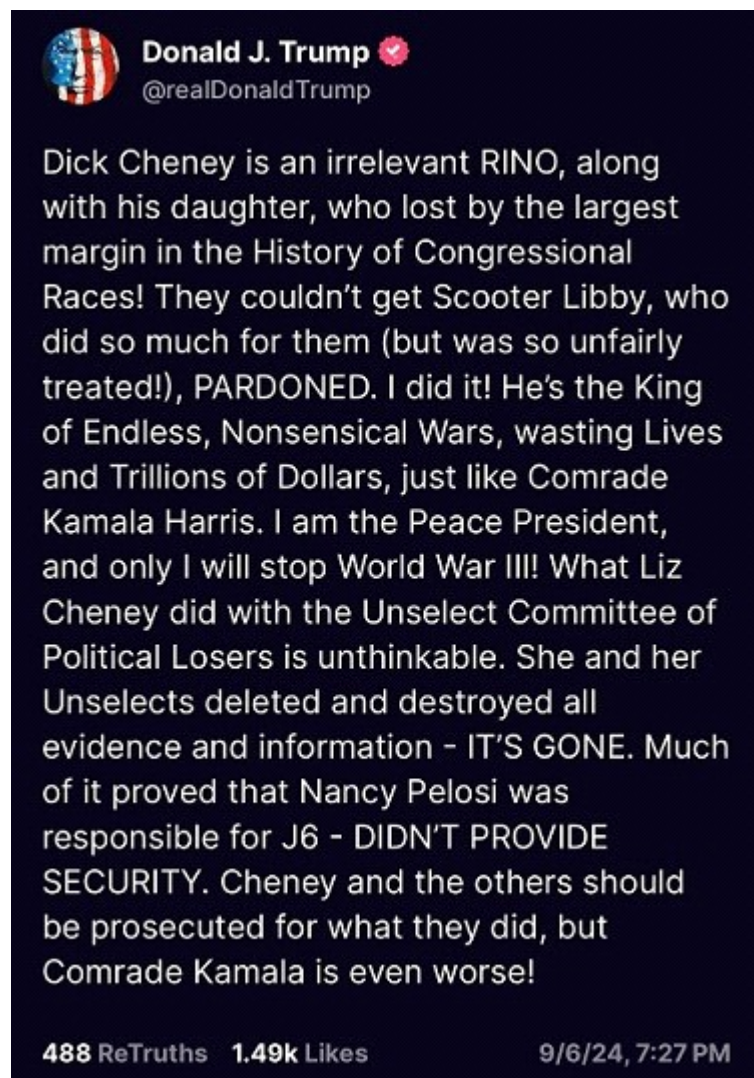 Donald J. Trump
@realDonaldTrump
Dick Cheney is an irrelevant RINO, along
with his daughter, who lost by the largest
margin in the History of Congressional
Races! They couldn’t get Scooter Libby, who
did so much for them (but was so unfairly
treated!), PARDONED. I did it! He’s the King
of Endless, Nonsensical Wars, wasting Lives
and Trillions of Dollars, just like Comrade
Kamala Harris. I am the Peace President,
and only I will stop World War III! What Liz
Cheney did with the Unselect Committee of
Political Losers is unthinkable. She and her
Unselects deleted and destroyed all
evidence and information - IT’S GONE. Much
of it proved that Nancy Pelosi was
responsible for J6 - DIDN’T PROVIDE
SECURITY. Cheney and the others should
be prosecuted for what they did, but
Comrade Kamala is even worse!
488 ReTruths 1.49k Likes 9/6/24, 7:27 PM